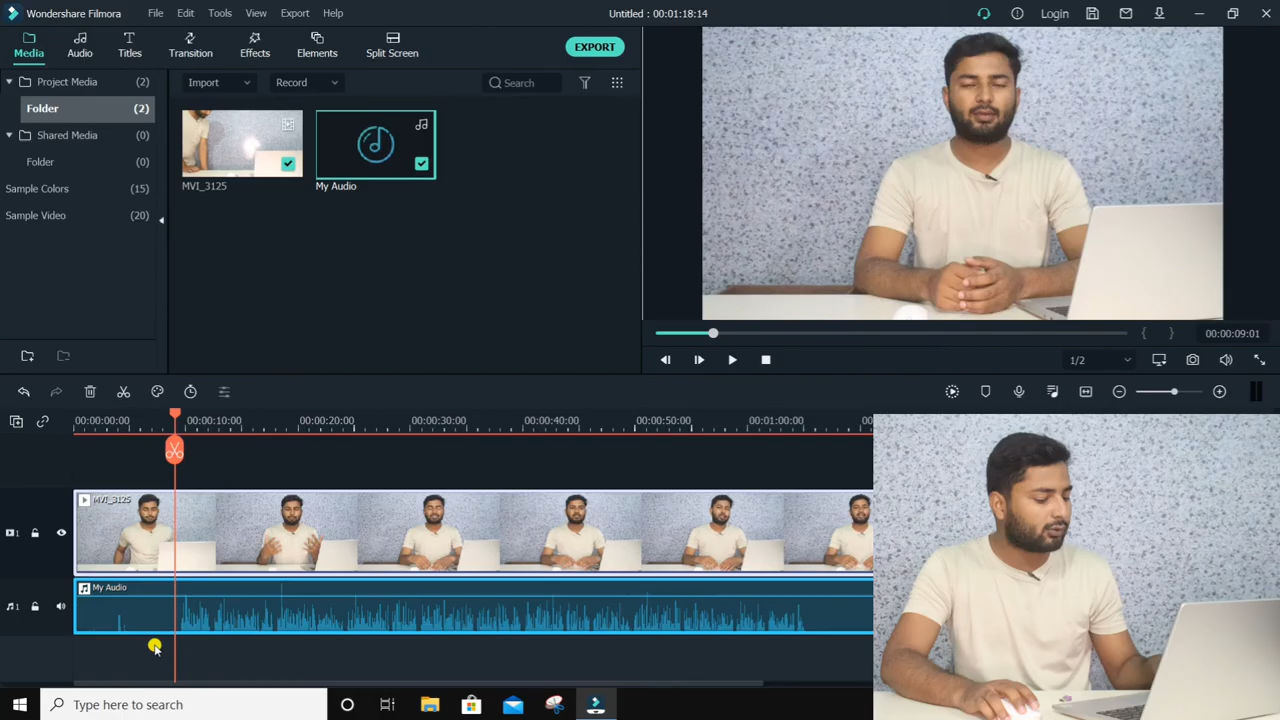 Wondershare Filmora File Edit Tools View Export Help Untitled : 00:01:18:14 Login
Media Audio Titles Transition Effects Elements Split Screen EXPORT
Project Media (2)
Folder (2)
Shared Media (0)
Folder (0)
Sample Colors (15)
Sample Video (20)
Import Record Search
MVI_3125 My Audio
{ } 00:00:09:01
1/2
00:00:00:00 00:00:10:00 00:00:20:00 00:00:30:00 00:00:40:00 00:00:50:00 00:01:00:00
1 MVI_3125
1 My Audio
Type here to search